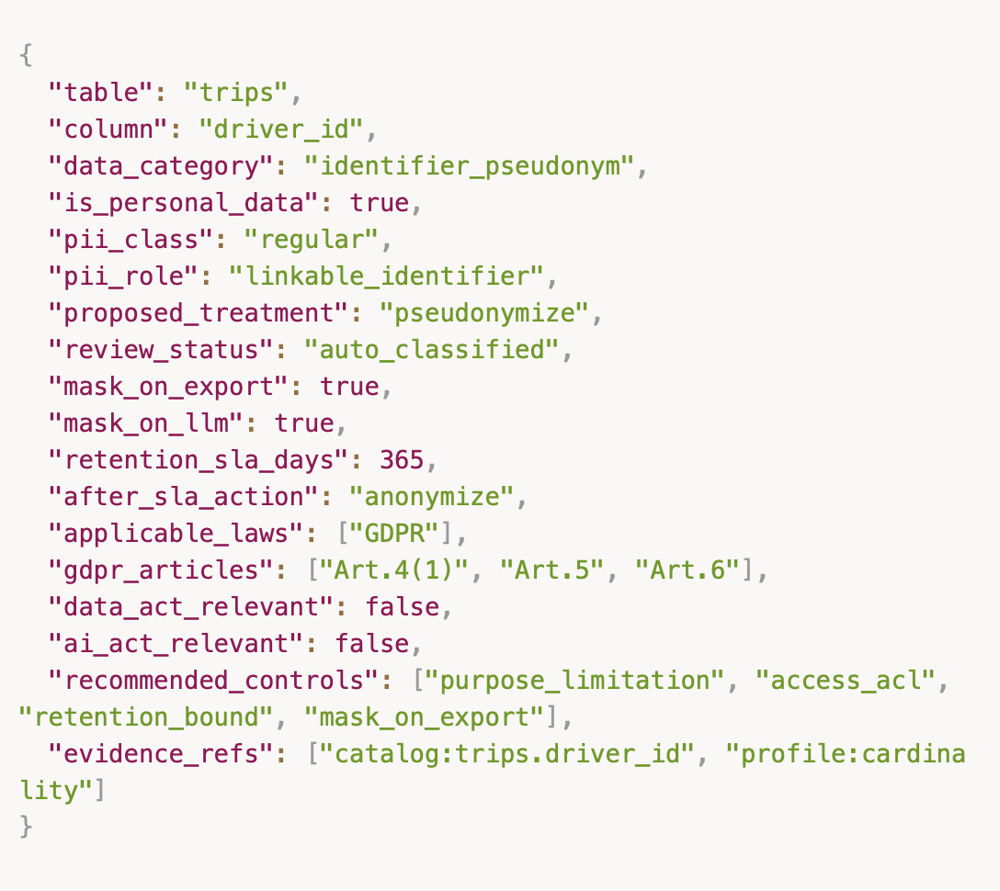 {
  "table": "trips",
  "column": "driver_id",
  "data_category": "identifier_pseudonym",
  "is_personal_data": true,
  "pii_class": "regular",
  "pii_role": "linkable_identifier",
  "proposed_treatment": "pseudonymize",
  "review_status": "auto_classified",
  "mask_on_export": true,
  "mask_on_llm": true,
  "retention_sla_days": 365,
  "after_sla_action": "anonymize",
  "applicable_laws": ["GDPR"],
  "gdpr_articles": ["Art.4(1)", "Art.5", "Art.6"],
  "data_act_relevant": false,
  "ai_act_relevant": false,
  "recommended_controls": ["purpose_limitation", "access_acl",
"retention_bound", "mask_on_export"],
  "evidence_refs": ["catalog:trips.driver_id", "profile:cardina
lity"]
}